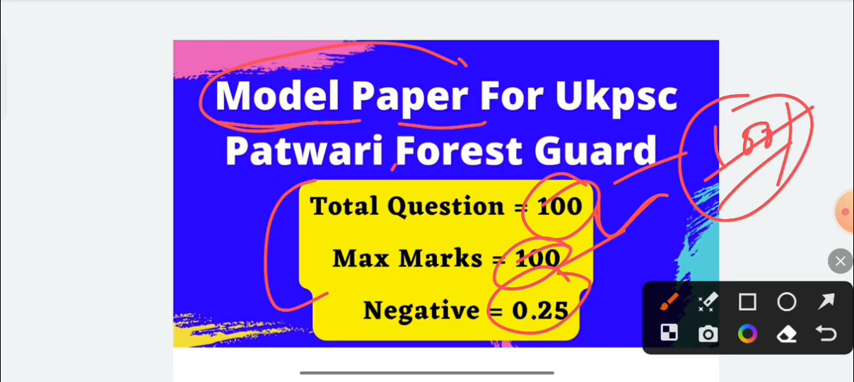 Model Paper For Ukpsc
Patwari Forest Guard
Total Question = 100
Max Marks = 100
Negative = 0.25